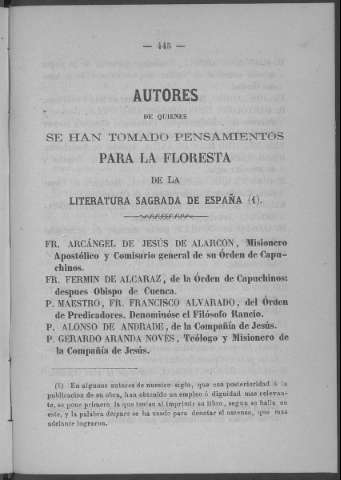 — 445 —
AUTORES
DE QUIENES
SE HAN TOMADO PENSAMIENTOS
PARA LA FLORESTA
DE LA
LITERATURA SAGRADA DE ESPAÑA (1).
FR. ARCÁNGEL DE JESÚS DE ALARCON, Misionero
Apostólico y Comisario general de su Órden de Capu-
chinos.
FR. FERMIN DE ALCARAZ, de la Órden de Capuchinos:
despues Obispo de Cuenca.
P. MAESTRO, FR. FRANCISCO ALVARADO, del Órden
de Predicadores. Denominóse el Filósofo Rancio.
P. ALONSO DE ANDRADE, de la Compañía de Jesús.
P. GERARDO ARANDA NOVÉS, Teólogo y Misionero de
la Compañía de Jesús.
(1) En algunos autores de nuestro siglo, que con posterioridad á la
publicacion de su obra, han obtenido un empleo ó dignidad mas relevan-
te, se pone primero la que tenian al imprimir su libro, segun se halla en
este, y la palabra despues se ha usado para denotar el ascenso, que mas
adelante lograron.